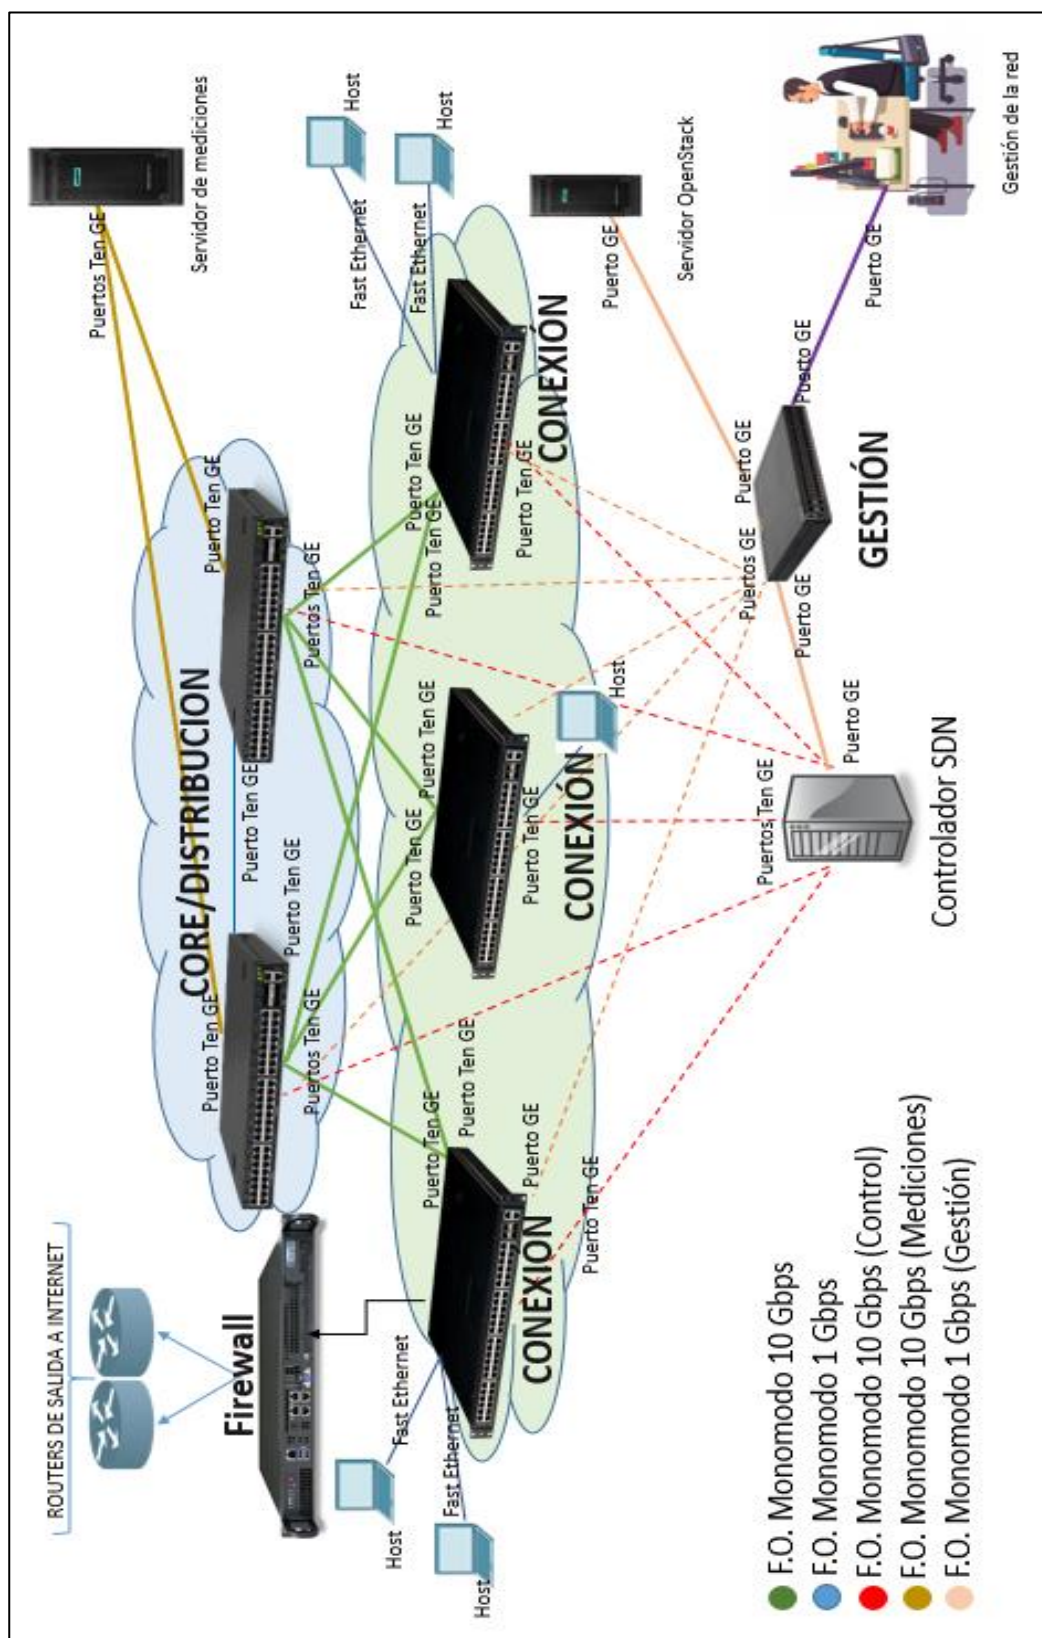 ROUTERS DE SALIDA A INTERNET
Firewall
CORE/DISTRIBUCION
Puerto Ten GE
Puerto Ten GE
Puertos Ten GE
Puerto Ten GE
Puerto Ten GE
Puertos Ten GE
Puertos Ten GE
Servidor de mediciones
Host
Host
Fast Ethernet
Fast Ethernet
Host
Host
Fast Ethernet
Fast Ethernet
Puerto Ten GE
Puerto Ten GE
Puerto GE
Puerto Ten GE
CONEXIÓN
Puerto Ten GE
Puerto Ten GE
Puerto Ten GE
CONEXIÓN
Host
Puerto Ten GE
Puerto Ten GE
Puerto Ten GE
CONEXIÓN
Puerto GE
Servidor OpenStack
Puertos GE
Puerto GE
Puerto GE
Puerto GE
GESTIÓN
Puerto GE
Gestión de la red
Puertos Ten GE
Puerto GE
Controlador SDN
F.O. Monomodo 10 Gbps
F.O. Monomodo 1 Gbps
F.O. Monomodo 10 Gbps (Control)
F.O. Monomodo 10 Gbps (Mediciones)
F.O. Monomodo 1 Gbps (Gestión)